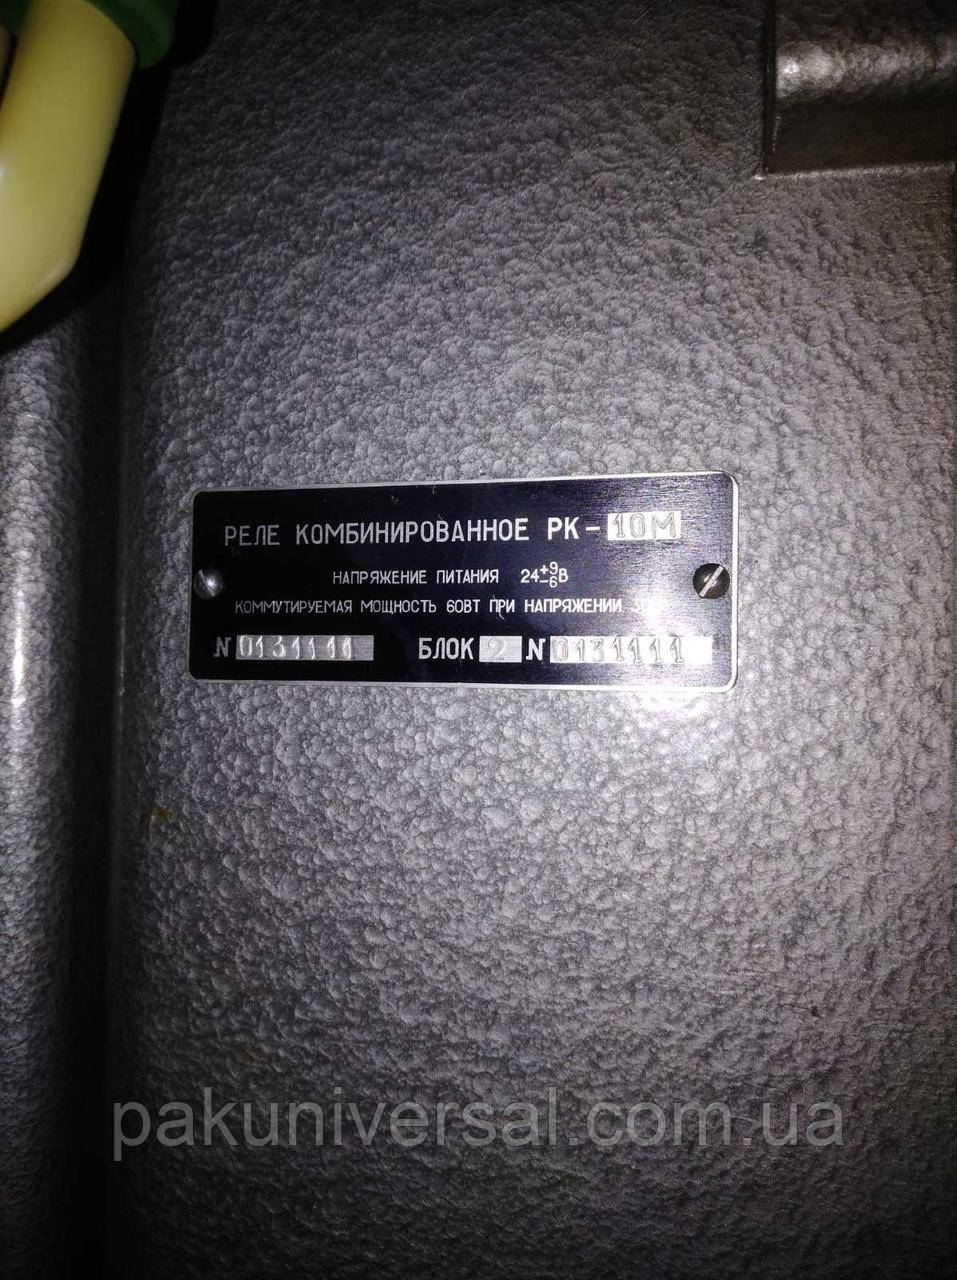 РЕЛЕ КОМБИНИРОВАННОЕ РК-10М
НАПРЯЖЕНИЕ ПИТАНИЯ 24+9-6В
КОММУТИРУЕМАЯ МОЩНОСТЬ 60ВТ ПРИ НАПРЯЖЕНИИ
N 0131111 БЛОК 2 N 0131111
pakuniversal.com.ua